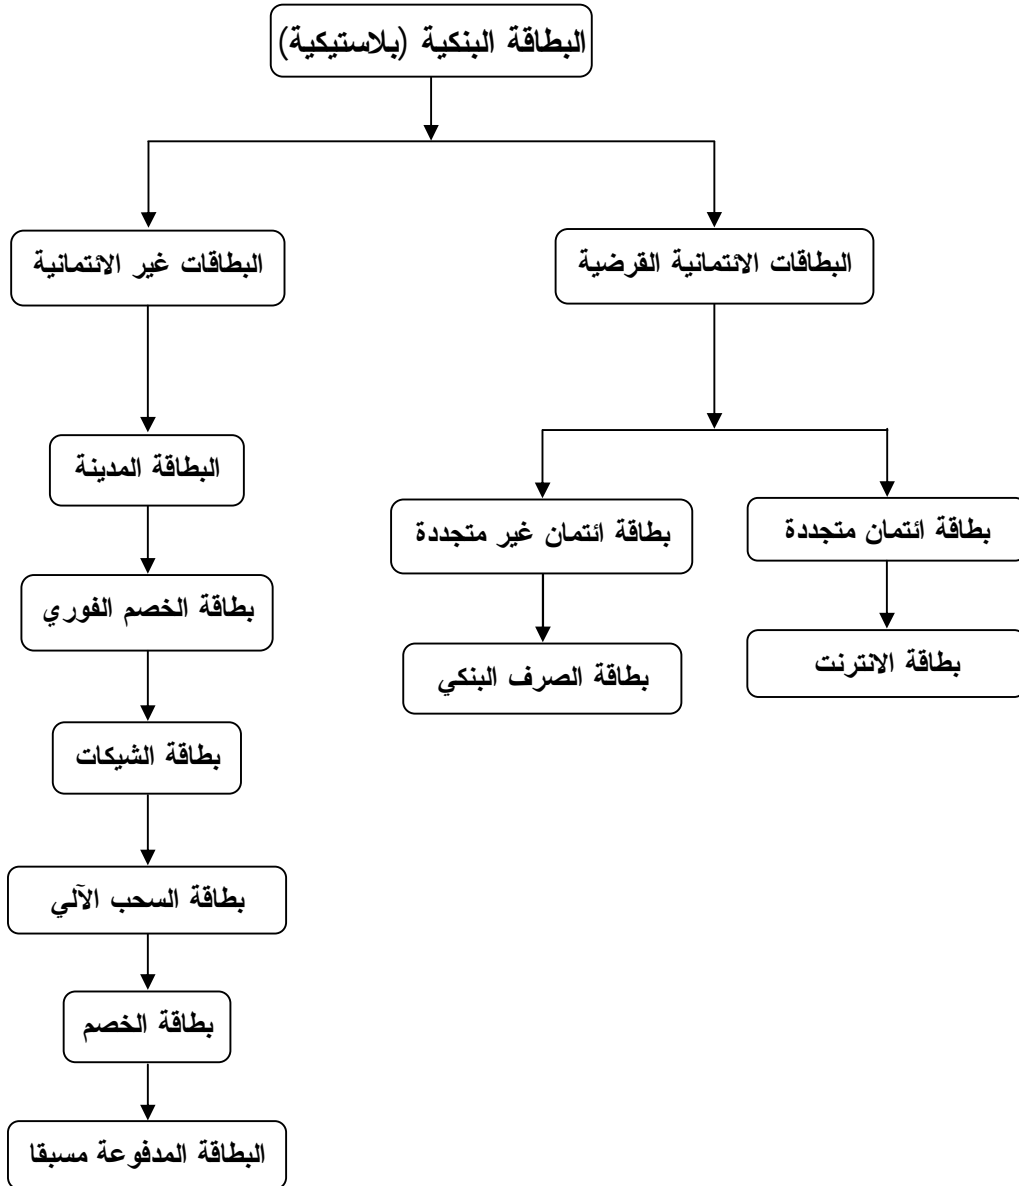 البطاقة البنكية (بلاستيكية)
البطاقات الائتمانية القرضية
البطاقات غير الائتمانية
البطاقة المدينة
بطاقة ائتمان متجددة
بطاقة ائتمان غير متجددة
بطاقة الخصم الفوري
بطاقة الانترنت
بطاقة الصرف البنكي
بطاقة الشيكات
بطاقة السحب الآلي
بطاقة الخصم
البطاقة المدفوعة مسبقا